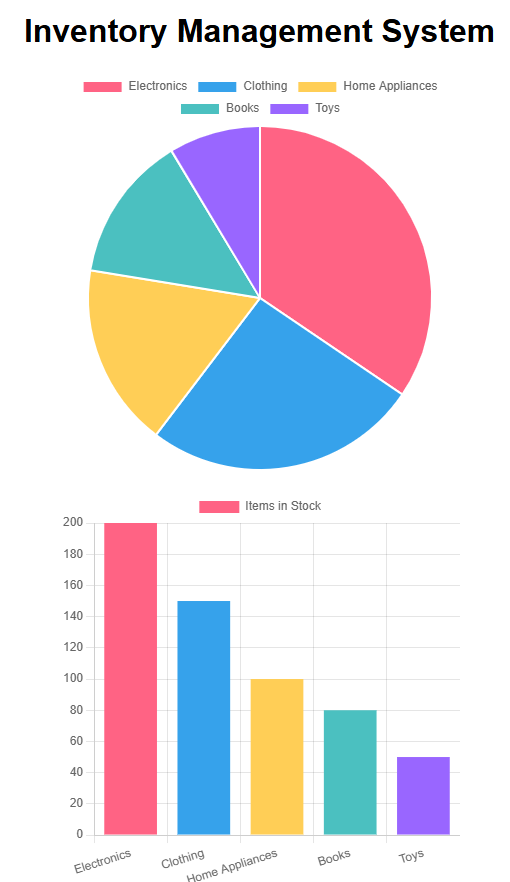 Inventory Management System
Electronics Clothing Home Appliances
Books Toys
Items in Stock
200
180
160
140
120
100
80
60
40
20
0
Electronics Clothing Home Appliances Books Toys